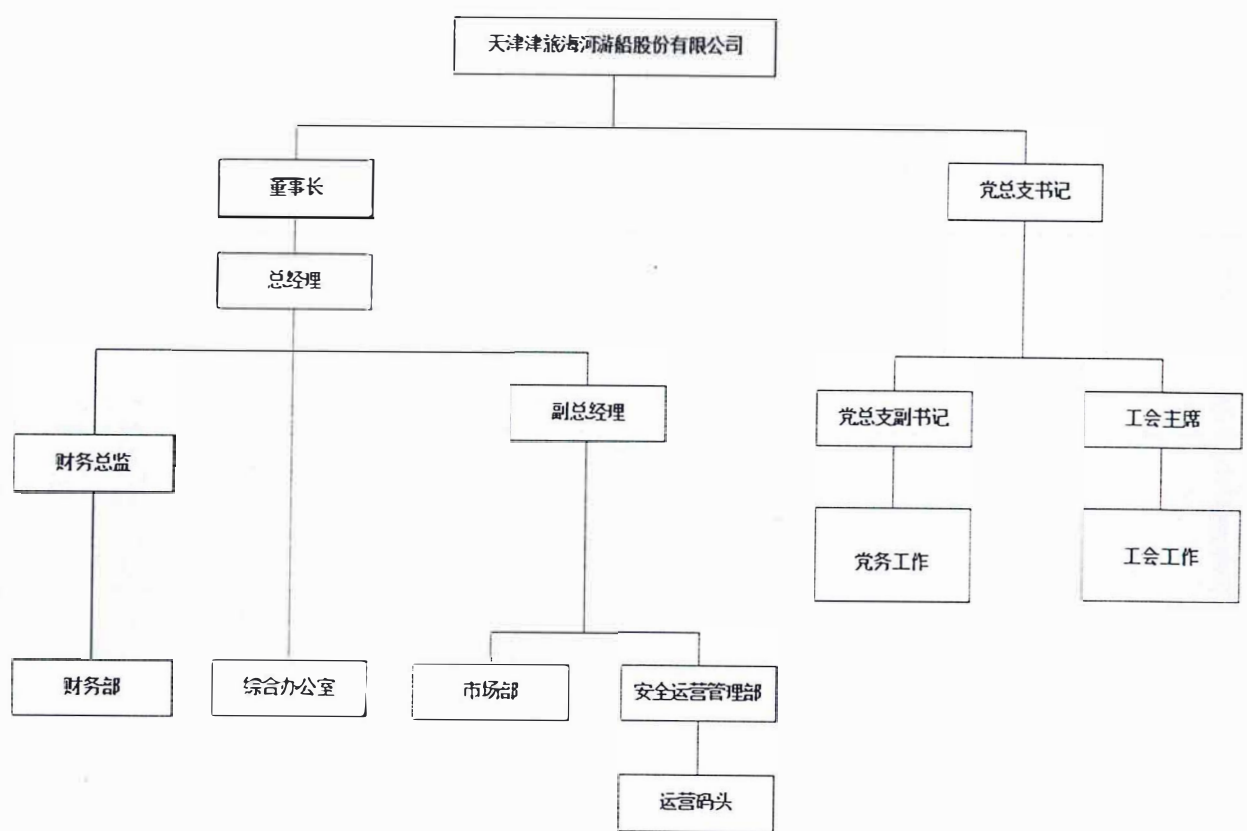 天津津旅海河游船股份有限公司
董事长
党总支书记
总经理
副总经理
党总支副书记
工会主席
财务总监
党务工作
工会工作
财务部
综合办公室
市场部
安全运营管理部
运营码头